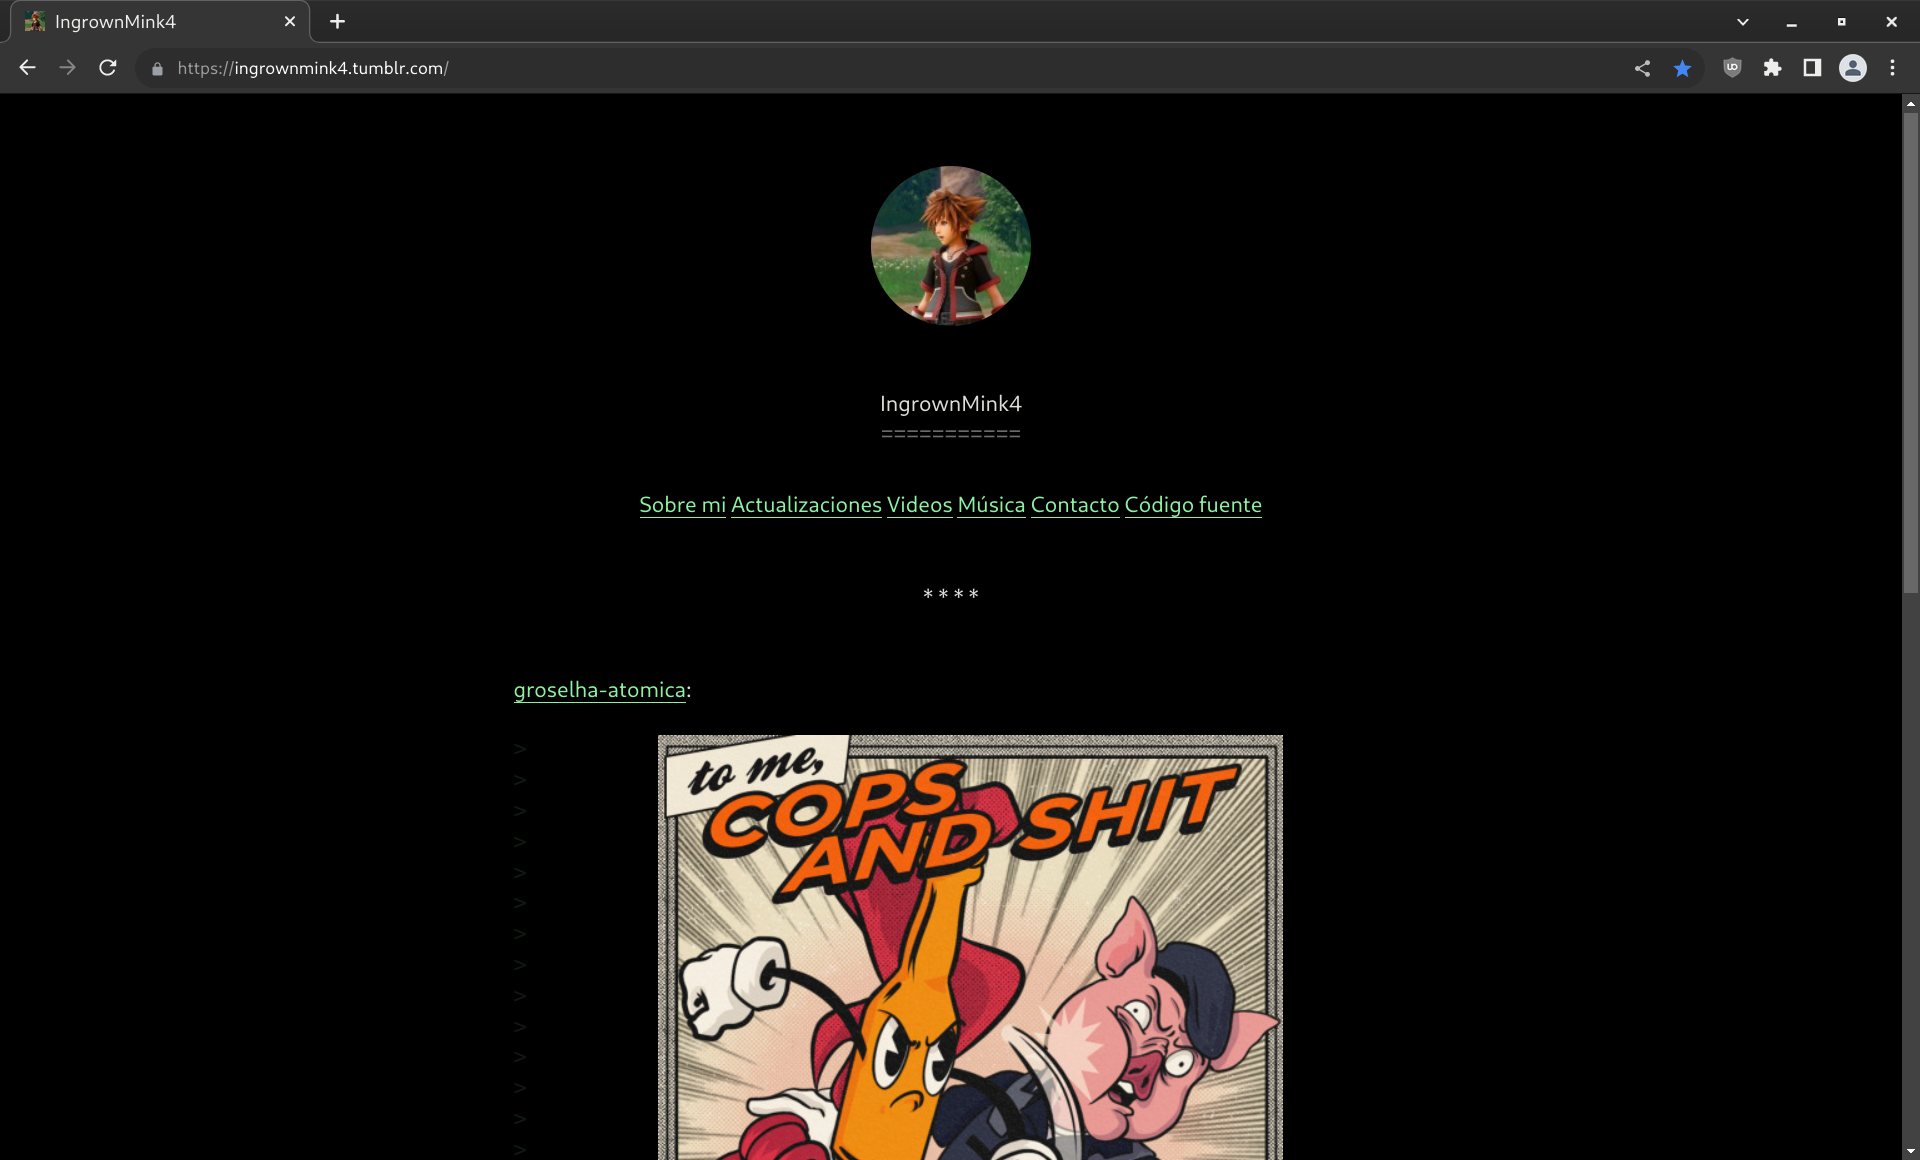 IngrownMink4
https://ingrownmink4.tumblr.com/
IngrownMink4
===========
Sobre mi Actualizaciones Videos Música Contacto Código fuente
****
groselha-atomica:
>
>
>
>
>
>
>
>
>
>
>
>
>
>
to me,
COPS
AND SHIT